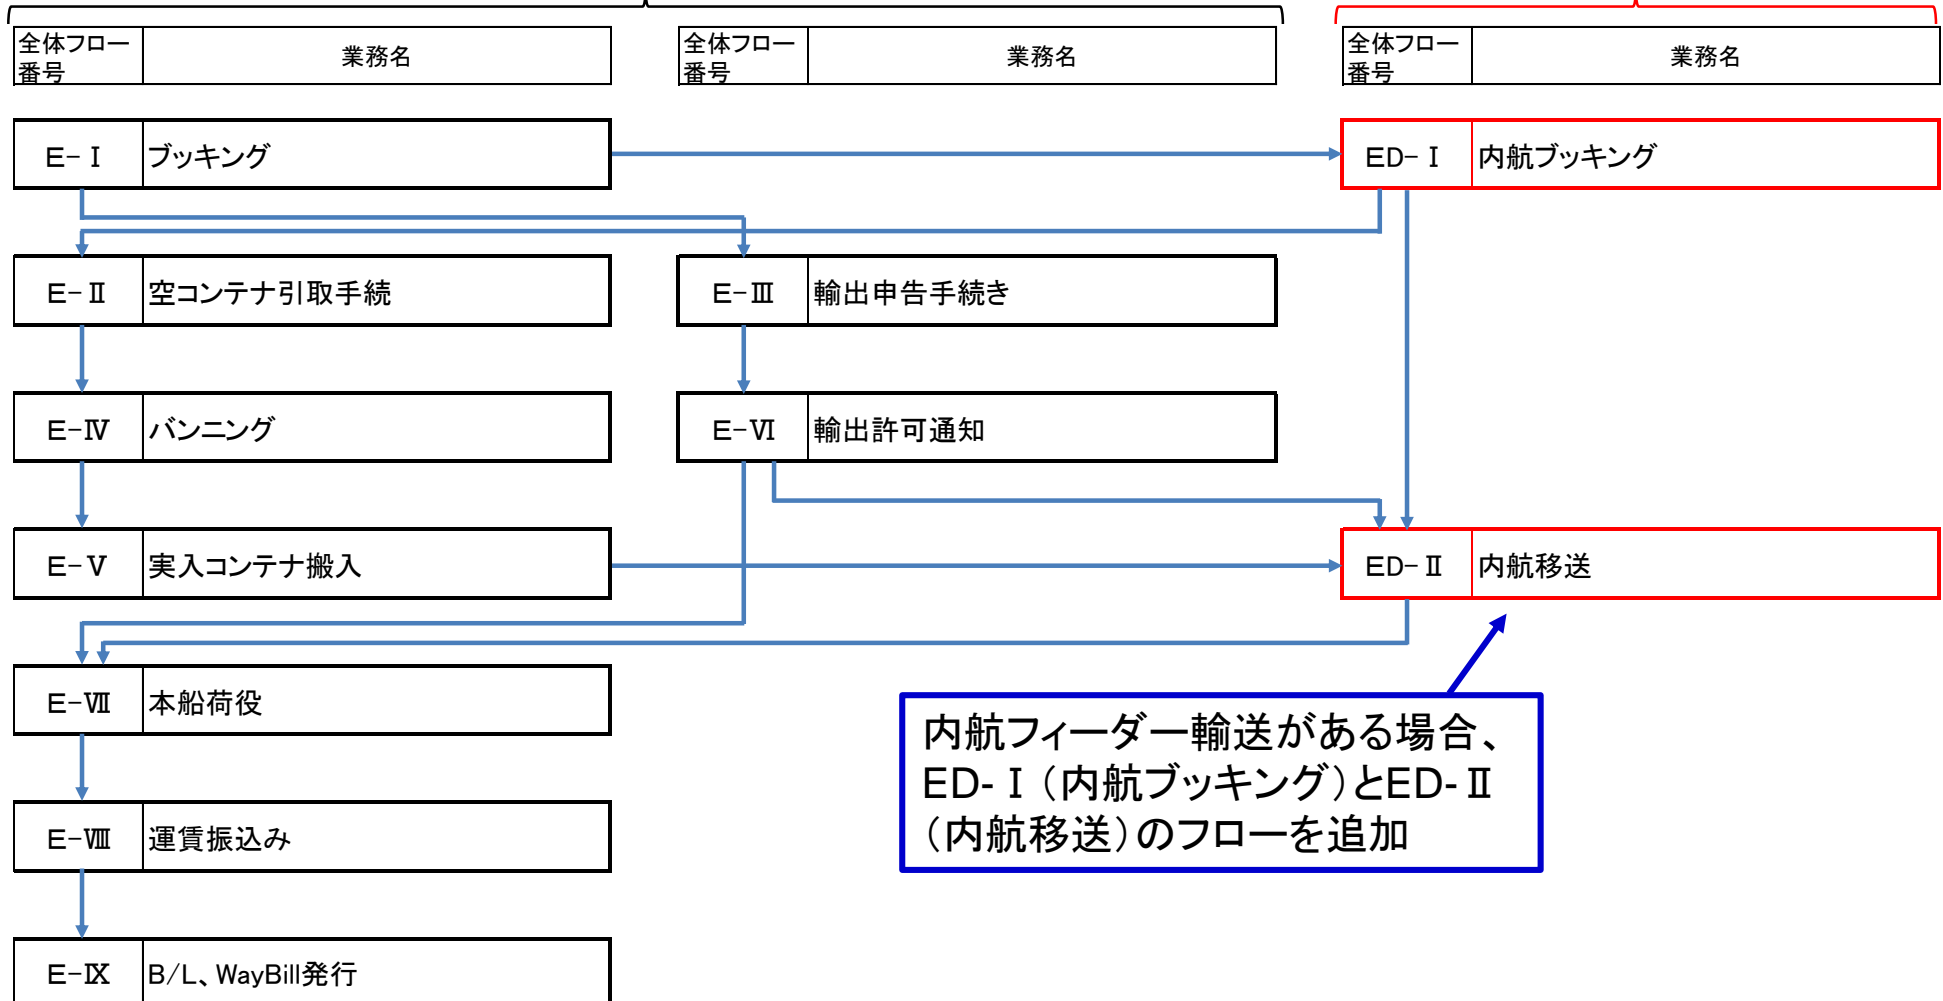 全体フロー
番号
業務名
全体フロー
番号
業務名
全体フロー
番号
業務名
E-Ⅰ
ブッキング
ED-Ⅰ
内航ブッキング
E-Ⅱ
空コンテナ引取手続
E-Ⅲ
輸出申告手続き
E-Ⅳ
バンニング
E-Ⅵ
輸出許可通知
E-Ⅴ
実入コンテナ搬入
ED-Ⅱ
内航移送
E-Ⅶ
本船荷役
内航フィーダー輸送がある場合、
ED-Ⅰ(内航ブッキング)とED-Ⅱ
(内航移送)のフローを追加
E-Ⅷ
運賃振込み
E-Ⅸ
B/L、WayBill発行